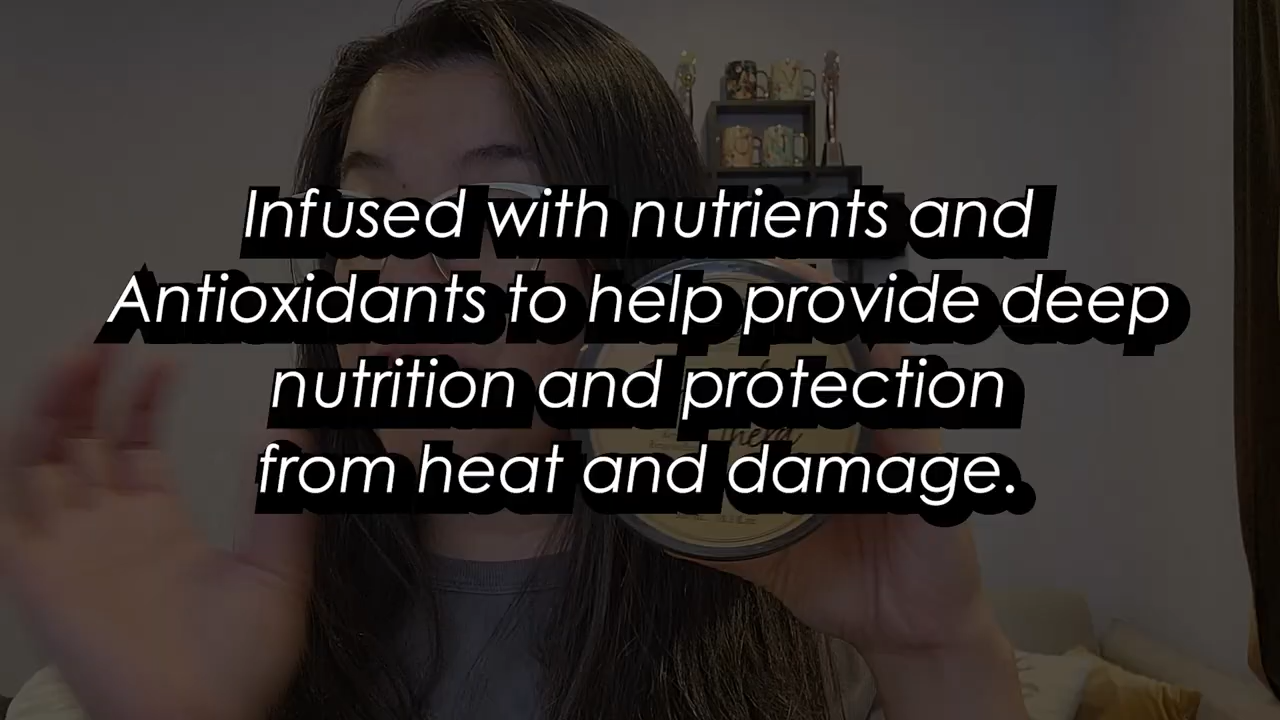 Infused with nutrients and
Antioxidants to help provide deep
nutrition and protection
from heat and damage.